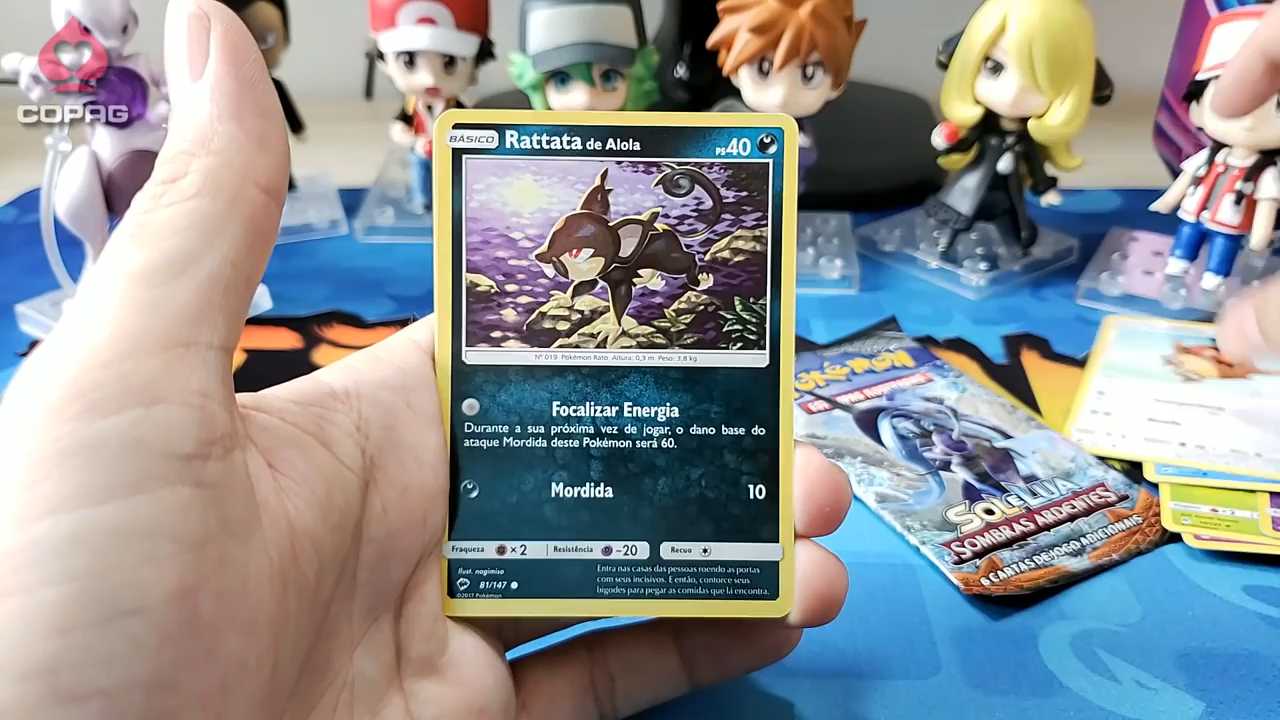 COPAG
BÁSICO Rattata de Alola PS 40
Nº 019 Pokémon Rato Altura: 0,3 m Peso: 3,8 kg
Focalizar Energia
Durante a sua próxima vez de jogar, o dano base do
ataque Mordida deste Pokémon será 60.
Mordida 10
Fraqueza ×2 Resistência -20 Recuo
Ilust. nagimiso
81/147
©2017 Pokémon
Entra nas casas das pessoas roendo as portas
com seus incisivos. E então, contorce seus
bigodes para pegar as comidas que lá encontra.
POKÉMON
SOL E LUA
SOMBRAS ARDENTES
6 CARTAS DE JOGO ADICIONAIS